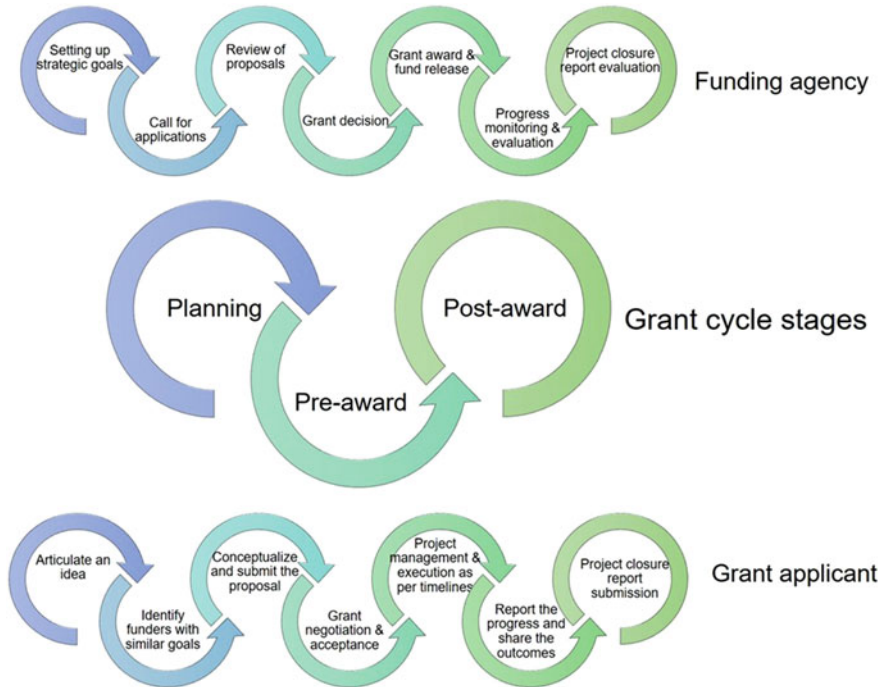 Setting up
strategic goals
Call for
applications
Review of
proposals
Grant decision
Grant award &
fund release
Progress
monitoring &
evaluation
Project closure
report evaluation
Funding agency
Planning
Pre-award
Post-award
Grant cycle stages
Articulate an
idea
Identify
funders with
similar goals
Conceptualize
and submit the
proposal
Grant
negotiation &
acceptance
Project
management &
execution as
per timelines
Report the
progress and
share the
outcomes
Project closure
report
submission
Grant applicant